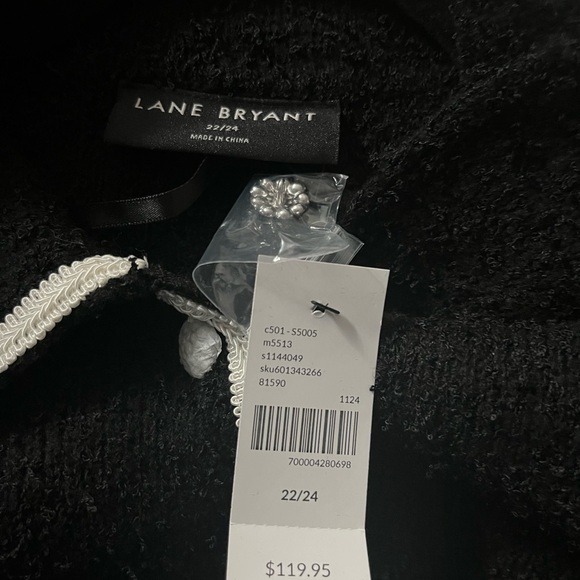 LANE BRYANT
22/24
MADE IN CHINA
c501 - S5005
m5513
s1144049
sku601343266
81590
1124
700004280698
22/24
$119.95